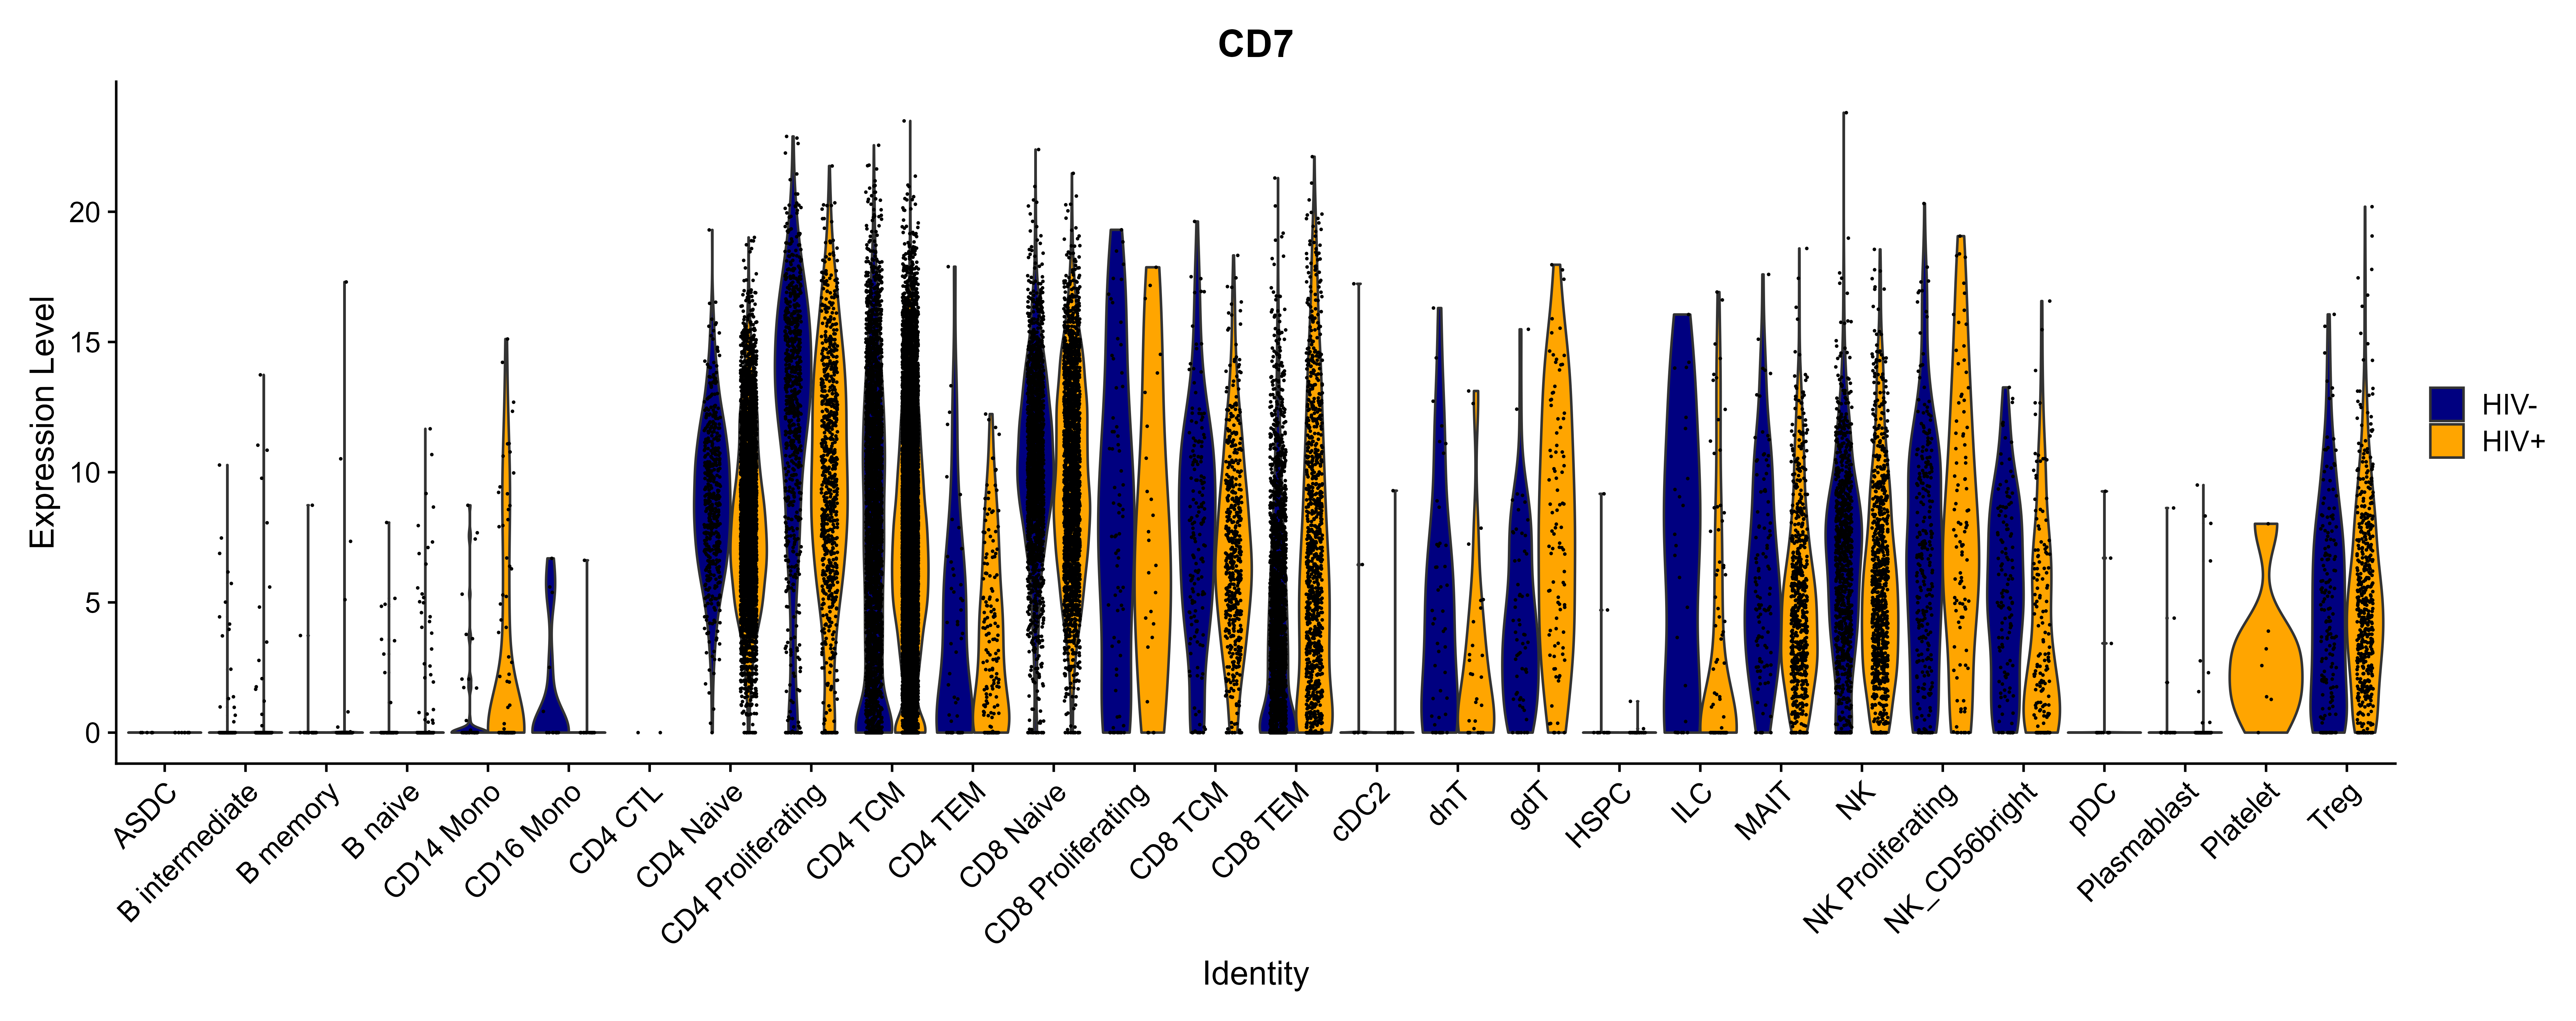 CD7
Expression Level
20
15
10
5
0
ASDC
B intermediate
B memory
B naive
CD14 Mono
CD16 Mono
CD4 CTL
CD4 Naive
CD4 Proliferating
CD4 TCM
CD4 TEM
CD8 Naive
CD8 Proliferating
CD8 TCM
CD8 TEM
cDC2
dnT
gdT
HSPC
ILC
MAIT
NK
NK Proliferating
NK_CD56bright
pDC
Plasmablast
Platelet
Treg
Identity
HIV-
HIV+